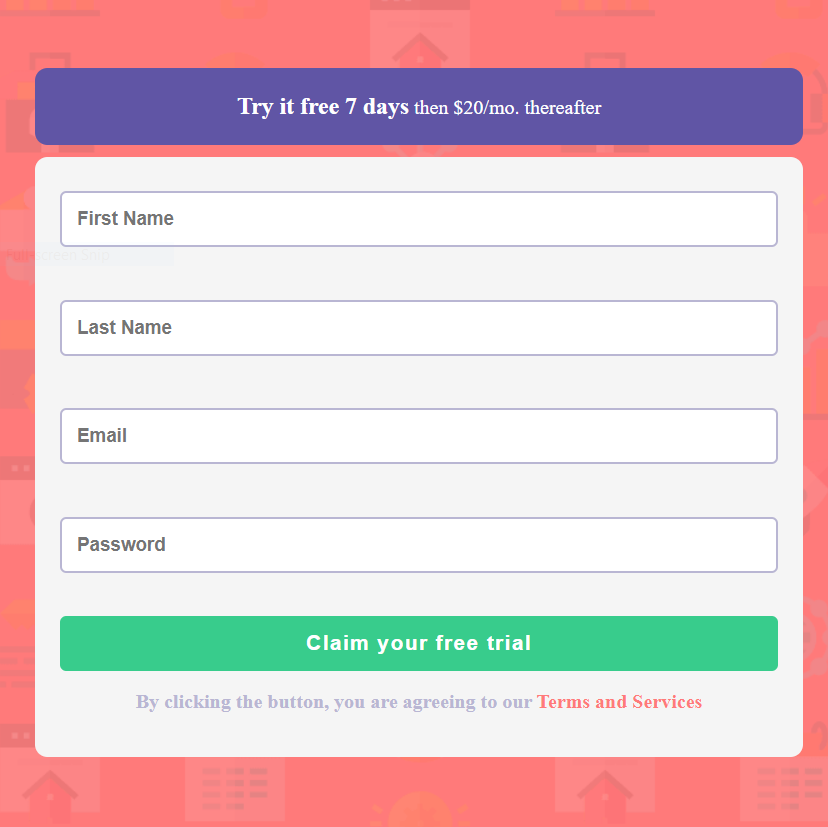 Try it free 7 days then $20/mo. thereafter
First Name
Last Name
Email
Password
Claim your free trial
By clicking the button, you are agreeing to our Terms and Services